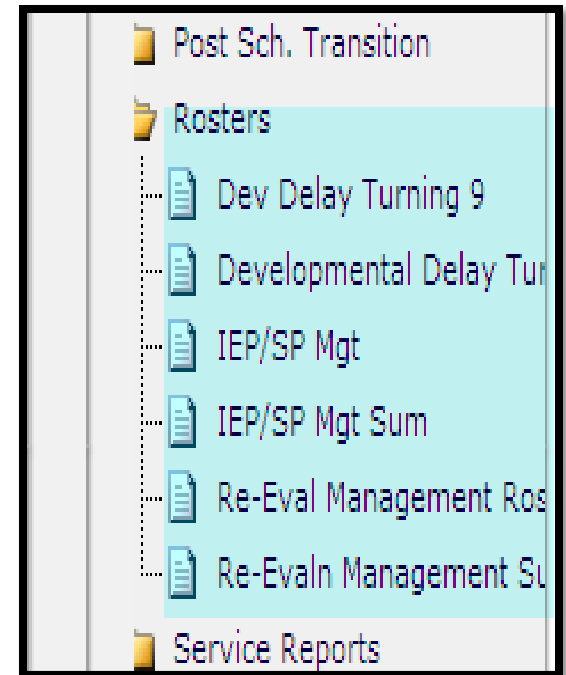 Post Sch. Transition
Rosters
Dev Delay Turning 9
Developmental Delay Tur
IEP/SP Mgt
IEP/SP Mgt Sum
Re-Eval Management Ros
Re-Evaln Management Su
Service Reports